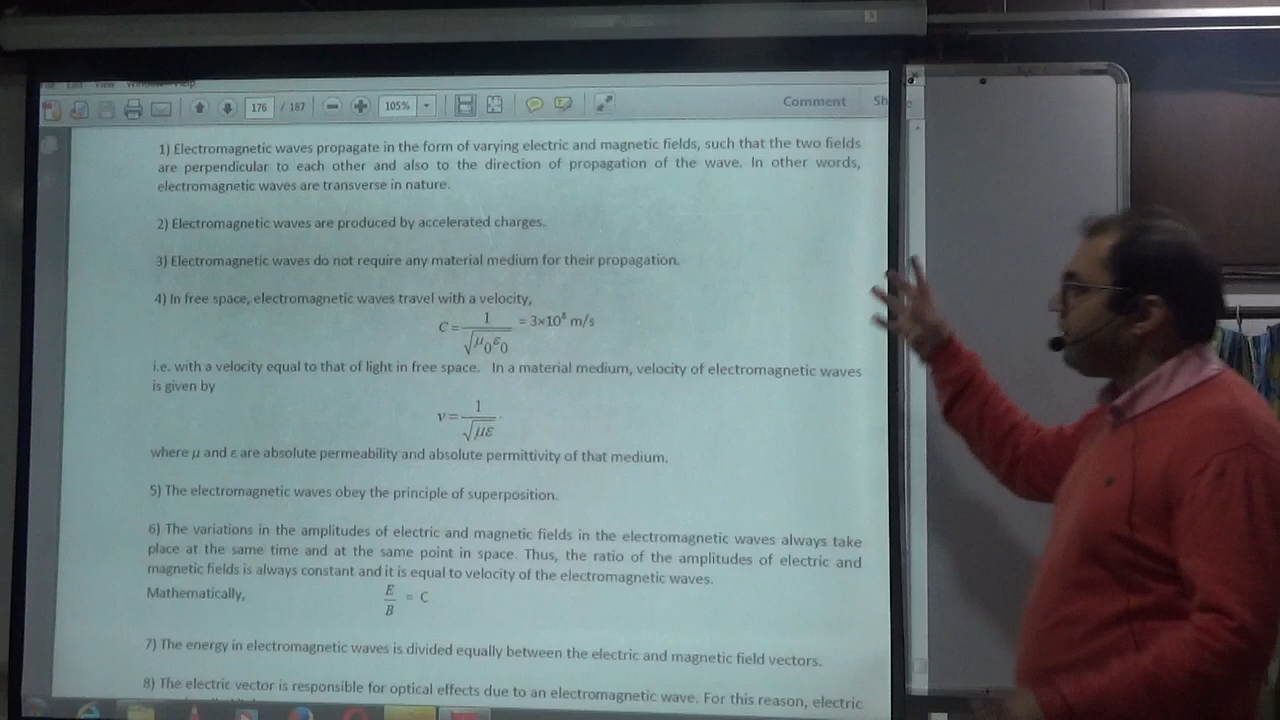 176 / 187
105%
Comment
Sh
1) Electromagnetic waves propagate in the form of varying electric and magnetic fields, such that the two fields
are perpendicular to each other and also to the direction of propagation of the wave. In other words,
electromagnetic waves are transverse in nature.
2) Electromagnetic waves are produced by accelerated charges.
3) Electromagnetic waves do not require any material medium for their propagation.
4) In free space, electromagnetic waves travel with a velocity,
C = 1/√μ₀ε₀ = 3×10⁸ m/s
i.e. with a velocity equal to that of light in free space. In a material medium, velocity of electromagnetic waves
is given by
v = 1/√με .
where μ and ε are absolute permeability and absolute permittivity of that medium.
5) The electromagnetic waves obey the principle of superposition.
6) The variations in the amplitudes of electric and magnetic fields in the electromagnetic waves always take
place at the same time and at the same point in space. Thus, the ratio of the amplitudes of electric and
magnetic fields is always constant and it is equal to velocity of the electromagnetic waves.
Mathematically, E/B = C
7) The energy in electromagnetic waves is divided equally between the electric and magnetic field vectors.
8) The electric vector is responsible for optical effects due to an electromagnetic wave. For this reason, electric